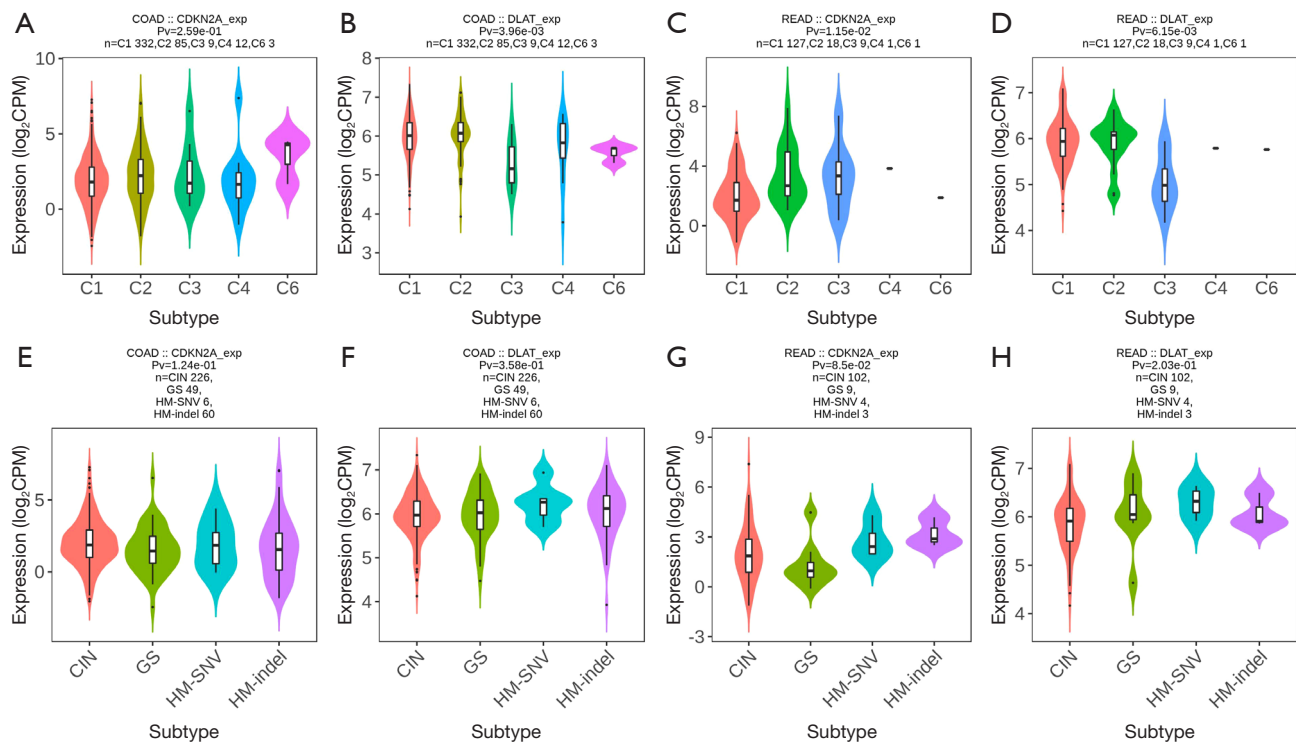 A
COAD :: CDKN2A_exp
Pv=2.59e-01
n=C1 332,C2 85,C3 9,C4 12,C6 3
Expression (log₂CPM)
10
5
0
C1 C2 C3 C4 C6
Subtype
B
COAD :: DLAT_exp
Pv=3.96e-03
n=C1 332,C2 85,C3 9,C4 12,C6 3
Expression (log₂CPM)
8
7
6
5
4
3
C1 C2 C3 C4 C6
Subtype
C
READ :: CDKN2A_exp
Pv=1.15e-02
n=C1 127,C2 18,C3 9,C4 1,C6 1
Expression (log₂CPM)
8
4
0
C1 C2 C3 C4 C6
Subtype
D
READ :: DLAT_exp
Pv=6.15e-03
n=C1 127,C2 18,C3 9,C4 1,C6 1
Expression (log₂CPM)
7
6
5
4
C1 C2 C3 C4 C6
Subtype
E
COAD :: CDKN2A_exp
Pv=1.24e-01
n=CIN 226,
GS 49,
HM-SNV 6,
HM-indel 60
Expression (log₂CPM)
5
0
CIN GS HM-SNV HM-indel
Subtype
F
COAD :: DLAT_exp
Pv=3.58e-01
n=CIN 226,
GS 49,
HM-SNV 6,
HM-indel 60
Expression (log₂CPM)
7
6
5
4
CIN GS HM-SNV HM-indel
Subtype
G
READ :: CDKN2A_exp
Pv=8.5e-02
n=CIN 102,
GS 9,
HM-SNV 4,
HM-indel 3
Expression (log₂CPM)
9
6
3
0
-3
CIN GS HM-SNV HM-indel
Subtype
H
READ :: DLAT_exp
Pv=2.03e-01
n=CIN 102,
GS 9,
HM-SNV 4,
HM-indel 3
Expression (log₂CPM)
7
6
5
4
CIN GS HM-SNV HM-indel
Subtype